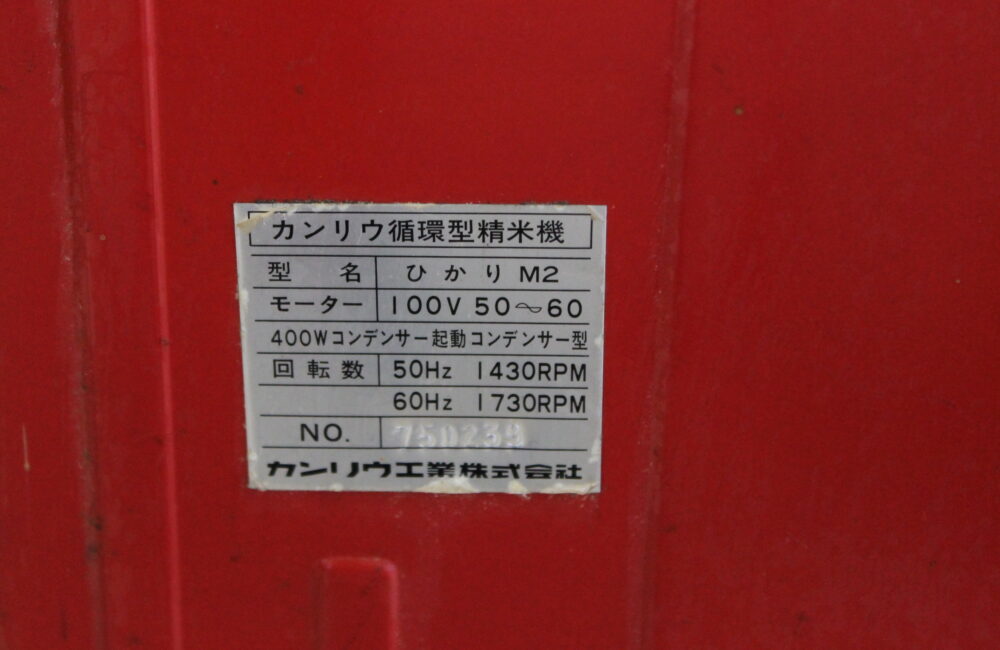 カンリウ循環型精米機
型名 ひかり M2
モーター 100V 50～60
400Wコンデンサー起動コンデンサー型
回転数 50Hz 1430RPM
60Hz 1730RPM
NO. 750239
カンリウ工業株式会社